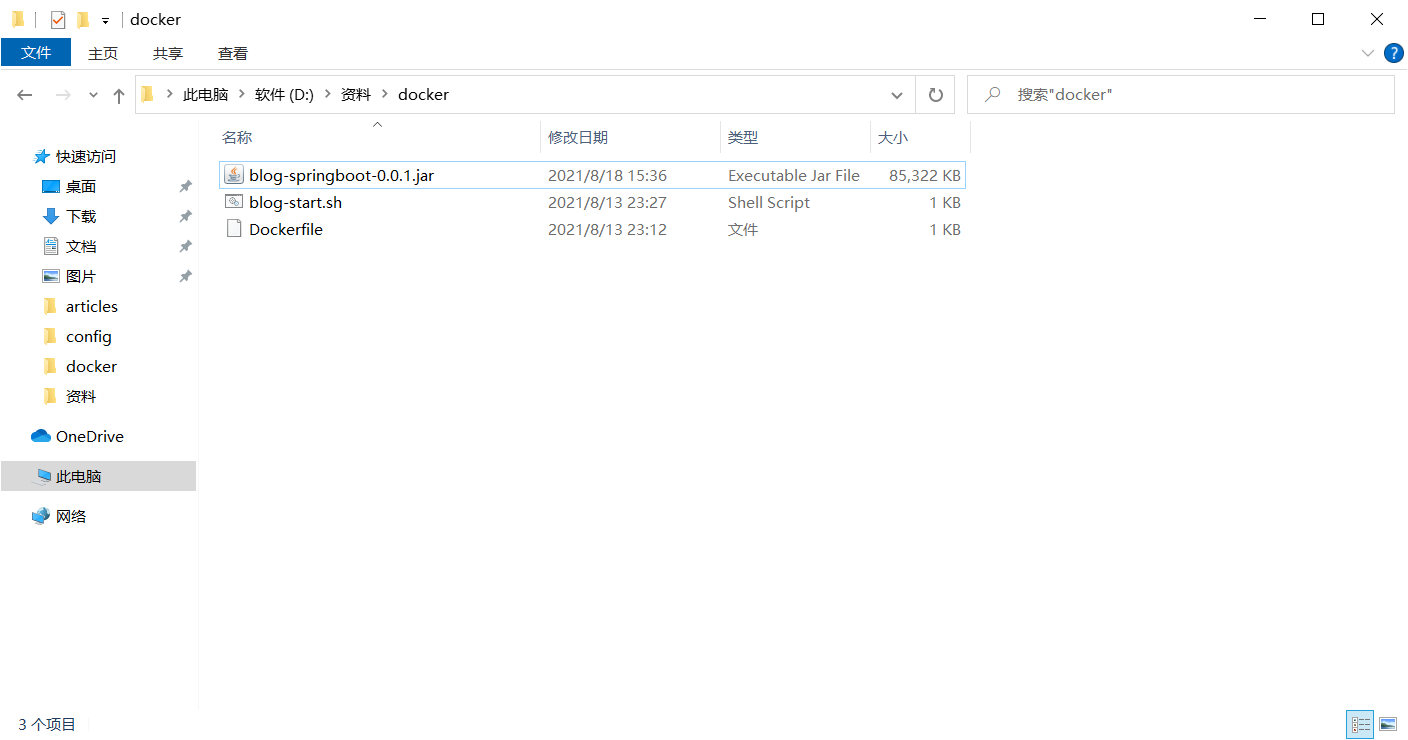 docker
文件 主页 共享 查看
?
此电脑 软件 (D:) 资料 docker 搜索"docker"
名称 修改日期 类型 大小
快速访问
桌面
下载
文档
图片
articles
config
docker
资料
OneDrive
此电脑
网络
blog-springboot-0.0.1.jar 2021/8/18 15:36 Executable Jar File 85,322 KB
blog-start.sh 2021/8/13 23:27 Shell Script 1 KB
Dockerfile 2021/8/13 23:12 文件 1 KB
3 个项目